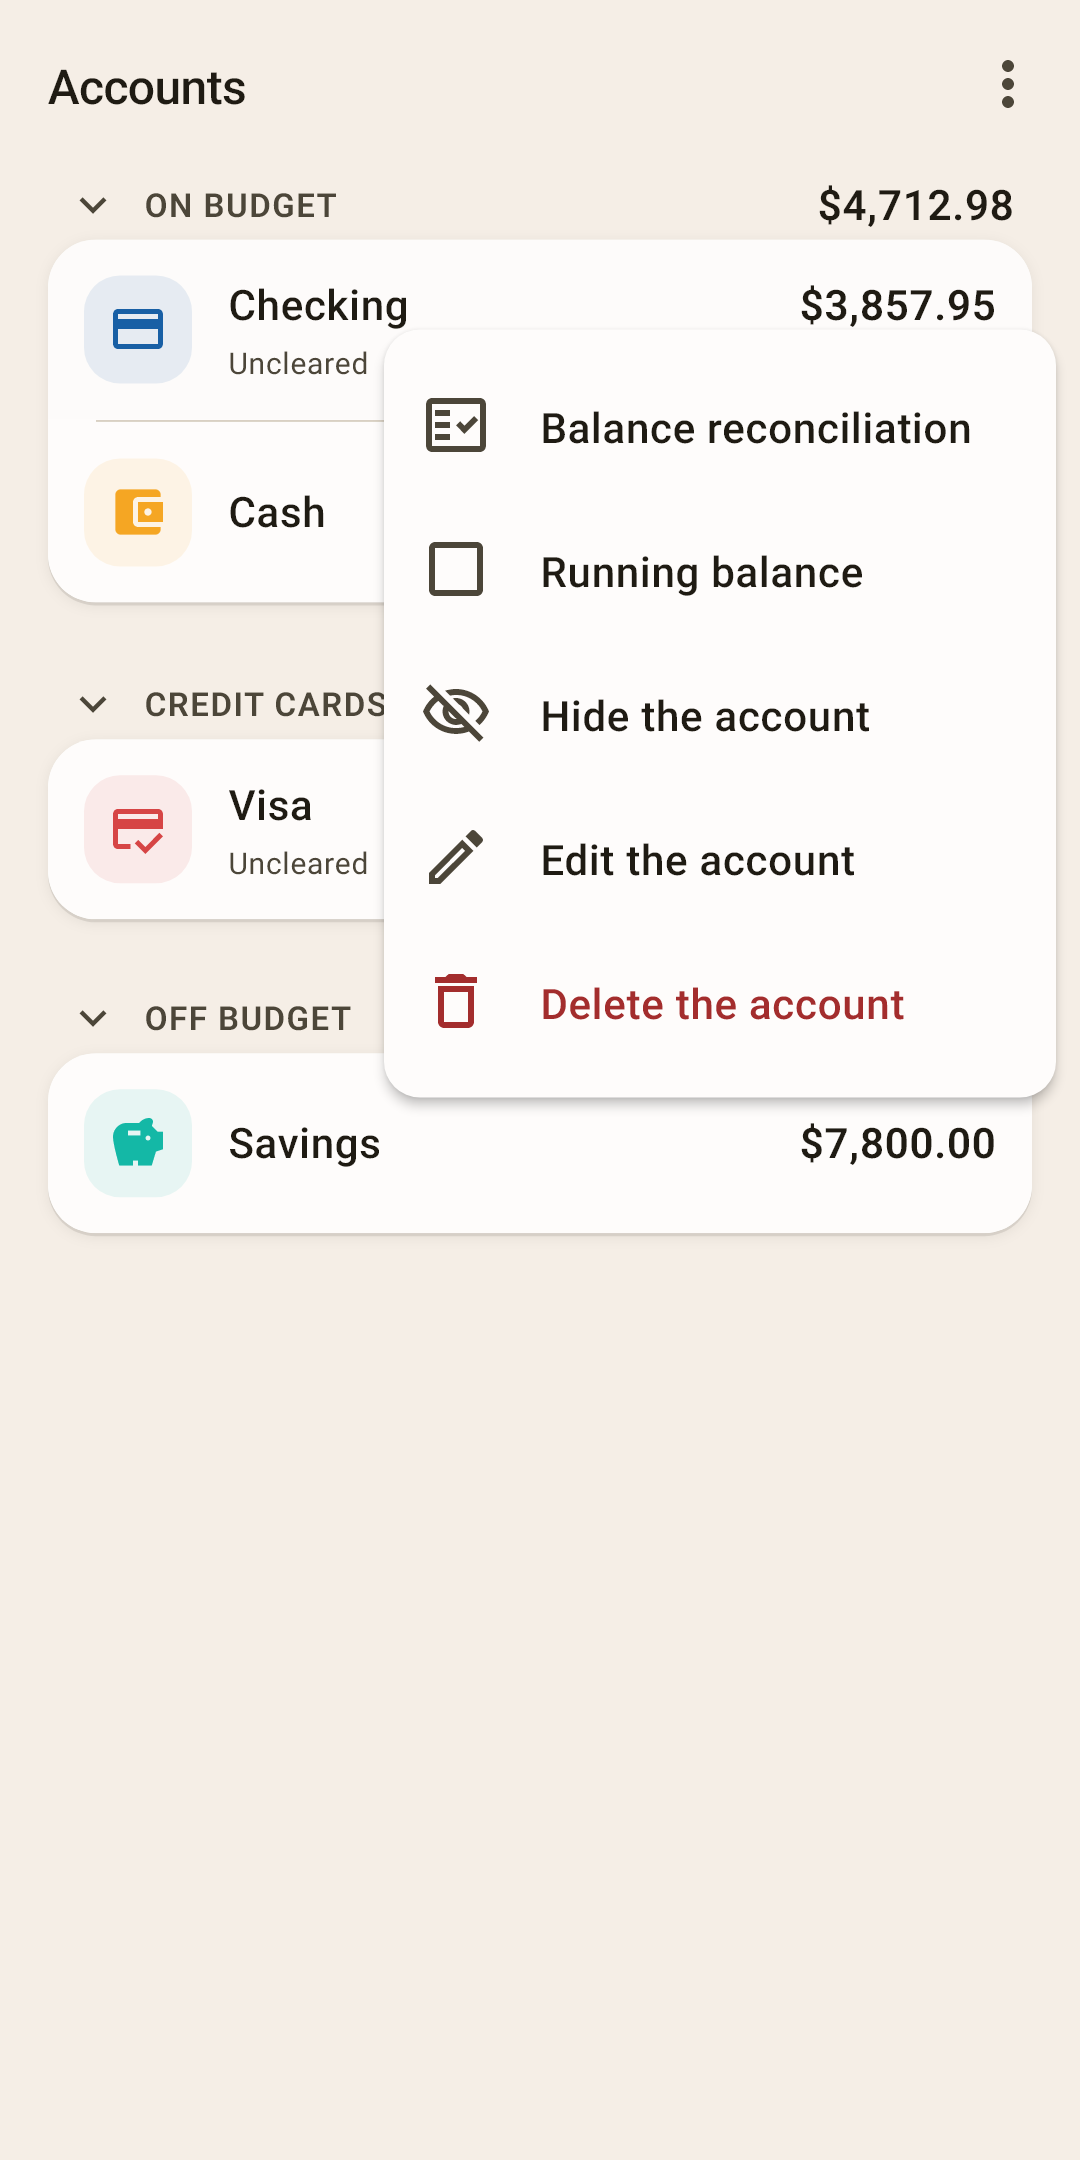 Accounts
ON BUDGET $4,712.98
Checking $3,857.95
Uncleared
Balance reconciliation
Cash
Running balance
CREDIT CARDS
Hide the account
Visa
Uncleared
Edit the account
OFF BUDGET
Delete the account
Savings $7,800.00